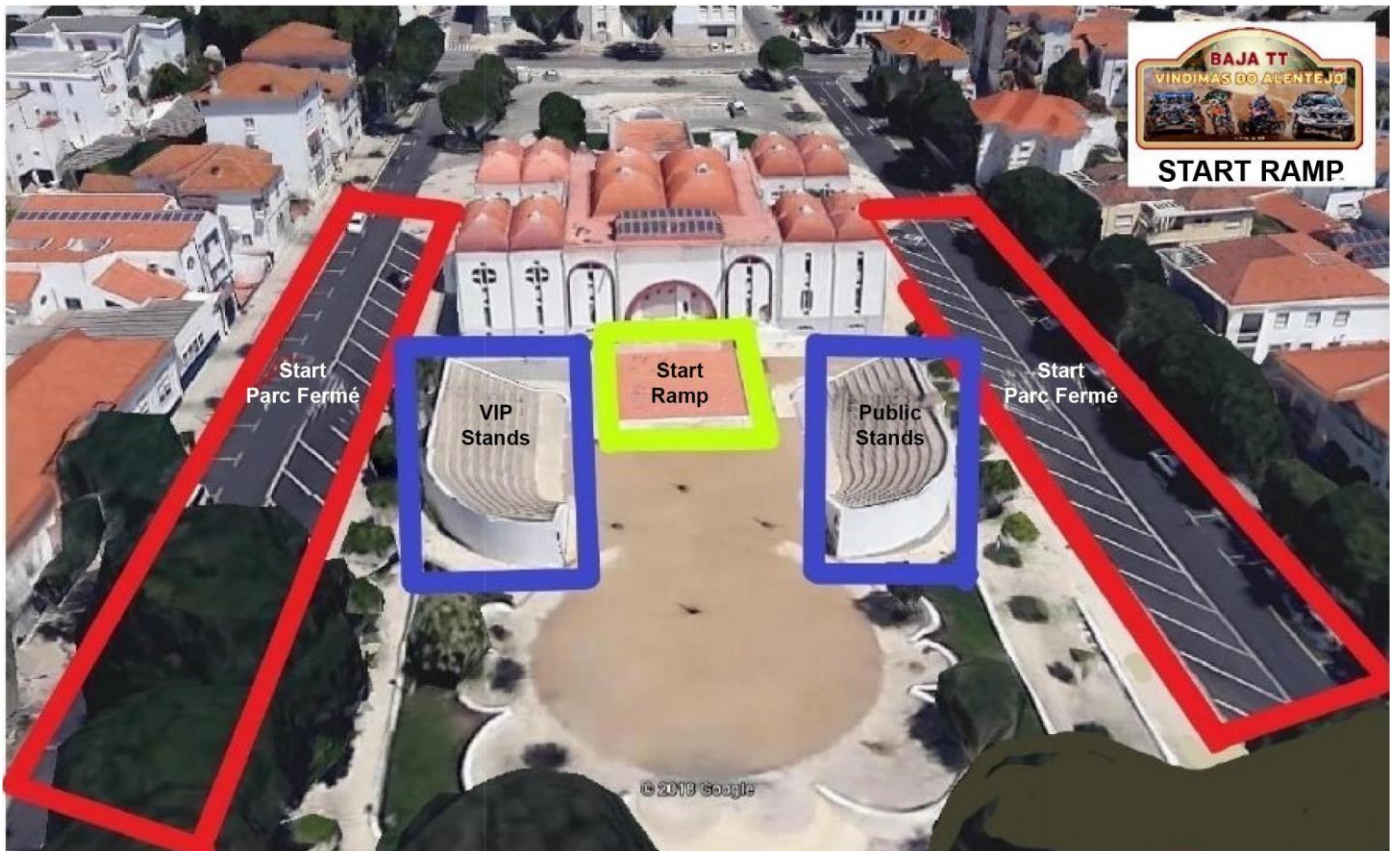 BAJA TT
VINDIMAS DO ALENTEJO
START RAMP
Start
Parc Fermé
VIP
Stands
Start
Ramp
Public
Stands
Start
Parc Fermé
© 2018 Google